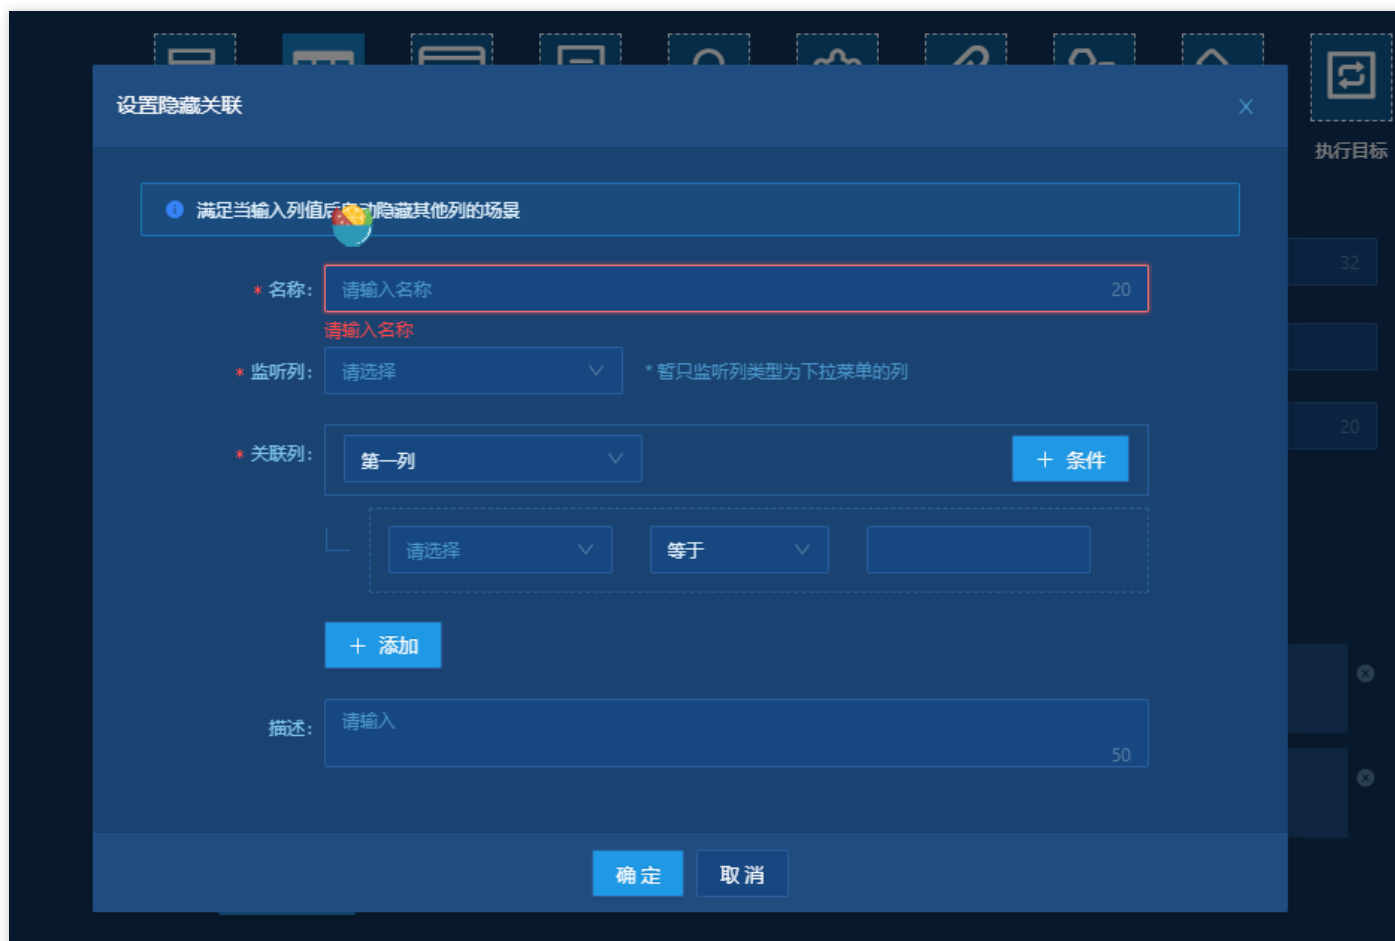 设置隐藏关联
执行目标
满足当输入列值后自动隐藏其他列的场景
32
* 名称:
请输入名称
20
请输入名称
* 监听列:
请选择
* 暂只监听列类型为下拉菜单的列
20
* 关联列:
第一列
+ 条件
请选择
等于
+ 添加
描述:
请输入
50
确 定
取 消